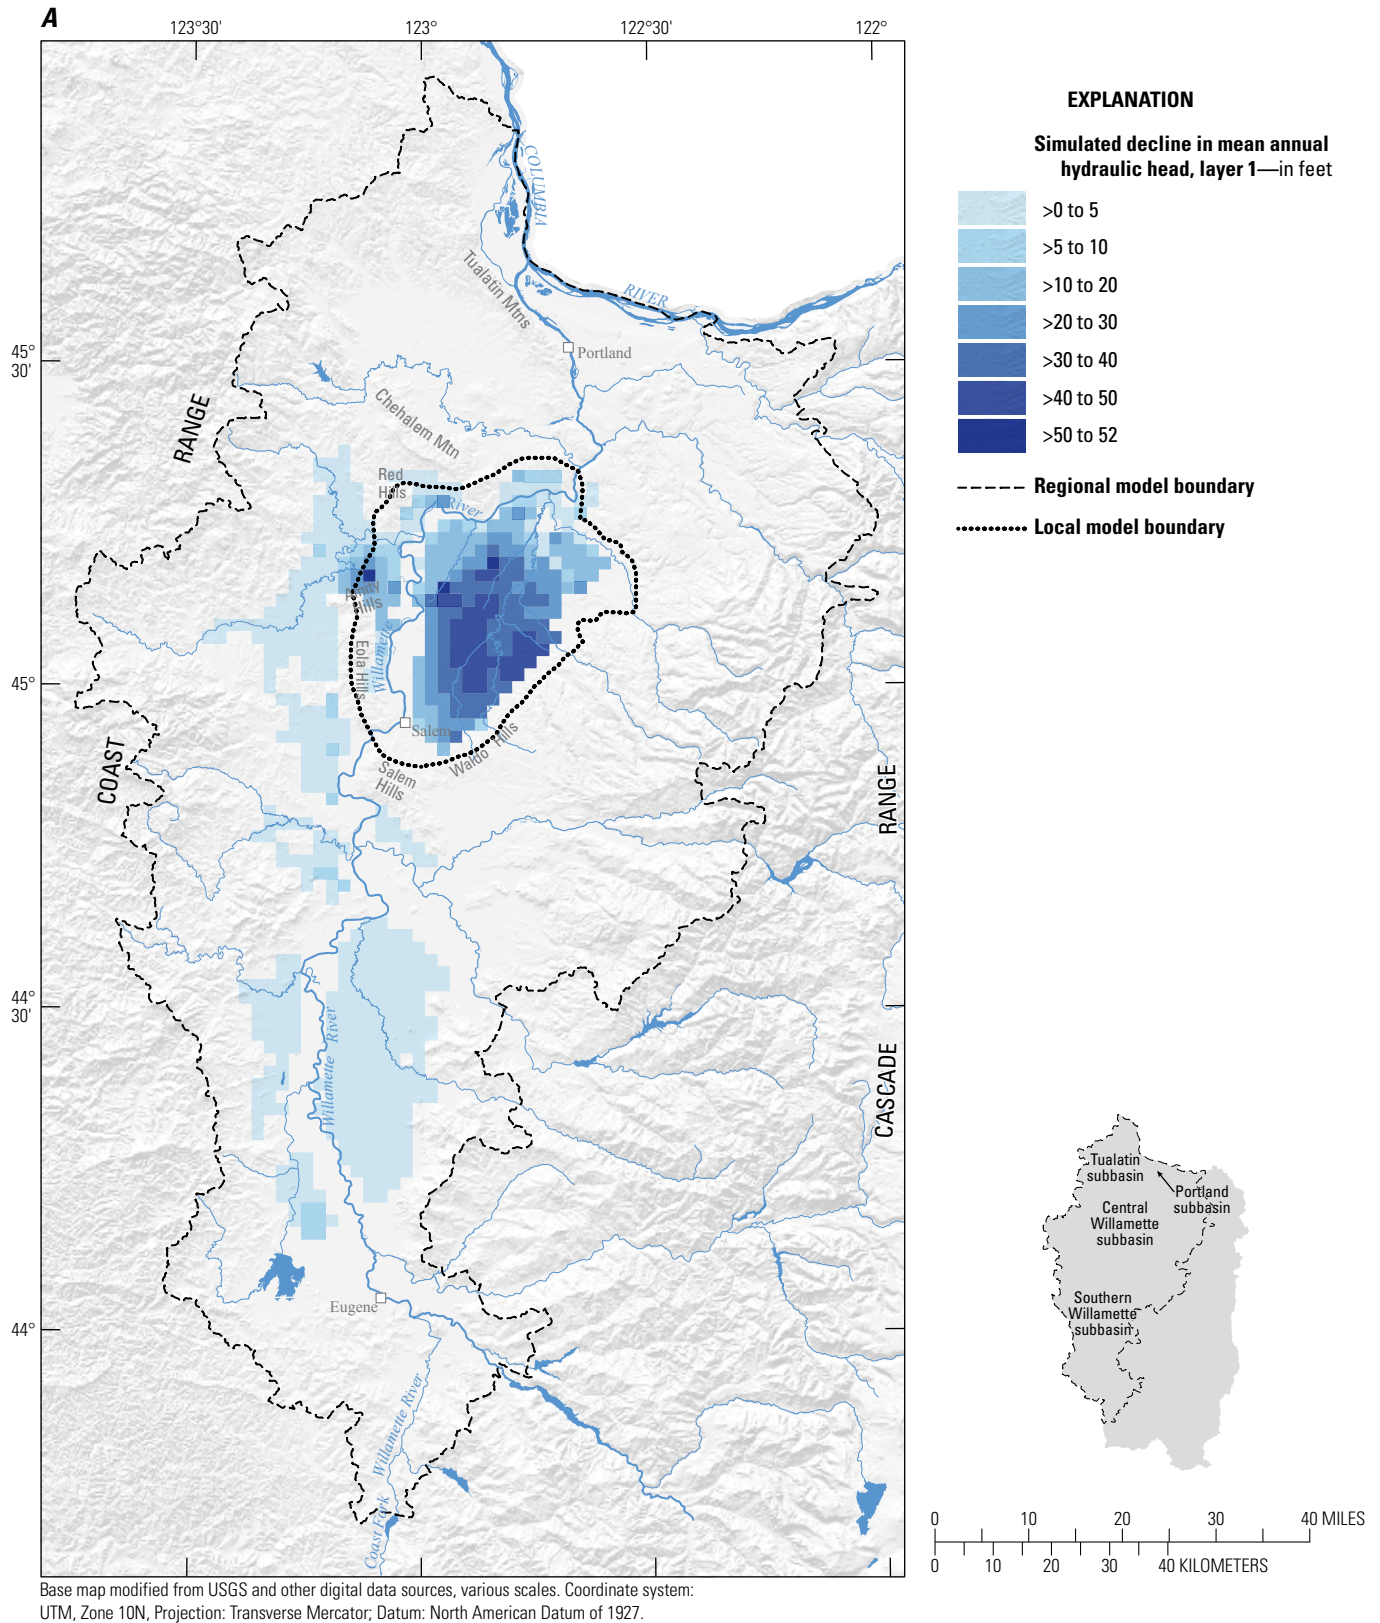 A
123°30'
123°
122°30'
122°
45°
30'
45°
44°
30'
44°
COLUMBIA
RIVER
Tualatin Mtns
Portland
Chehalem Mtn
RANGE
Red
Hills
River
Amity
Hills
Eola Hills
Willamette
Salem
Waldo Hills
Salem
Hills
COAST
RANGE
CASCADE
Willamette River
Eugene
Coast Fork Willamette River
EXPLANATION
Simulated decline in mean annual
hydraulic head, layer 1—in feet
>0 to 5
>5 to 10
>10 to 20
>20 to 30
>30 to 40
>40 to 50
>50 to 52
Regional model boundary
Local model boundary
Tualatin
subbasin
Portland
subbasin
Central
Willamette
subbasin
Southern
Willamette
subbasin
0 10 20 30 40 MILES
0 10 20 30 40 KILOMETERS
Base map modified from USGS and other digital data sources, various scales. Coordinate system:
UTM, Zone 10N, Projection: Transverse Mercator; Datum: North American Datum of 1927.